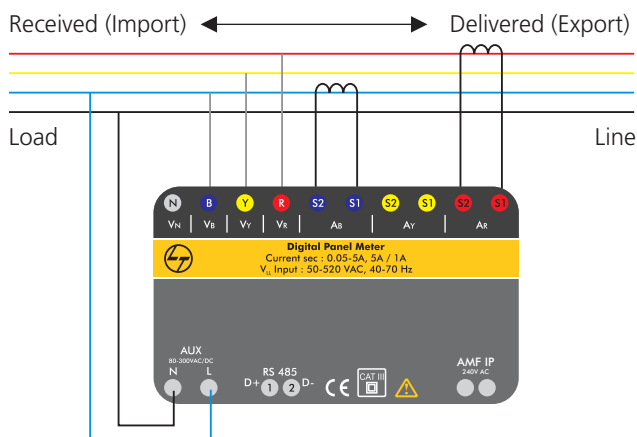 Received (Import) Delivered (Export)
Load Line
N B Y R S2 S1 S2 S1 S2 S1
VN VB VY VR AB AY AR
Digital Panel Meter
Current sec : 0.05-5A, 5A / 1A
VLL Input : 50-520 VAC, 40-70 Hz
AUX
80-300VAC/DC
N L
RS 485
D+ 1 2 D-
CE
CAT III
AMF IP
240V AC